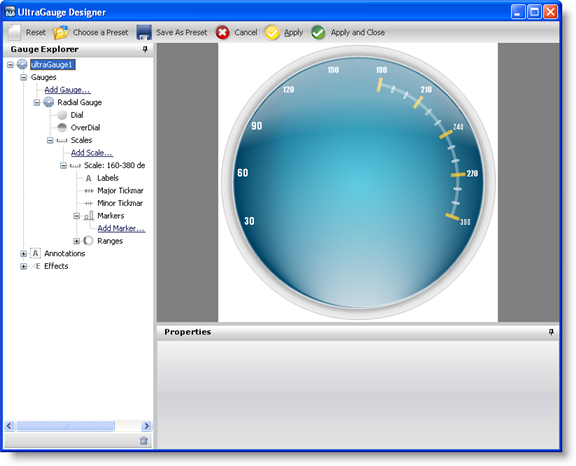 UltraGauge Designer
Reset Choose a Preset Save As Preset Cancel Apply Apply and Close
Gauge Explorer
ultraGauge1
Gauges
Add Gauge...
Radial Gauge
Dial
OverDial
Scales
Add Scale...
Scale: 160-380 de
Labels
Major Tickmar
Minor Tickmar
Markers
Add Marker...
Ranges
Annotations
Effects
30
60
90
120
150
180
210
240
270
300
Properties